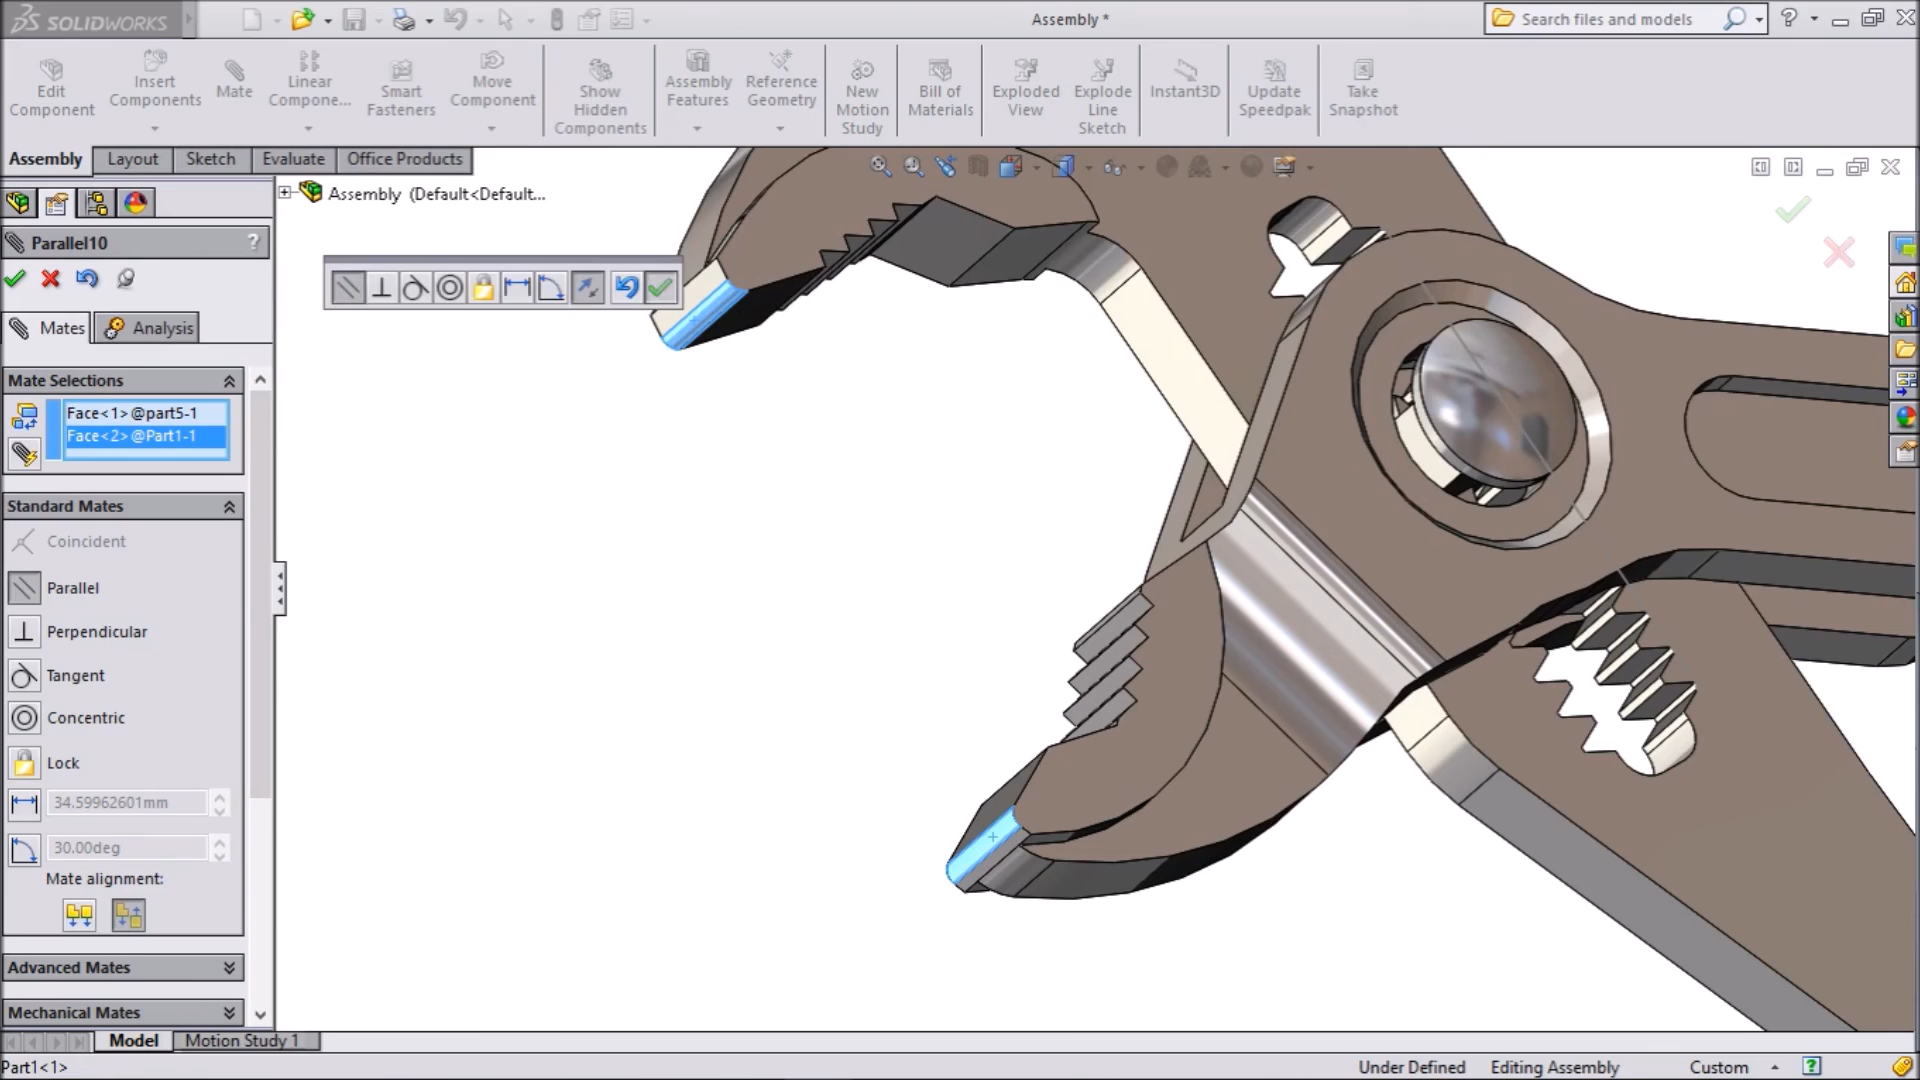 SOLIDWORKS
Assembly *
Search files and models
Edit Component
Insert Components
Mate
Linear Compone...
Smart Fasteners
Move Component
Show Hidden Components
Assembly Features
Reference Geometry
New Motion Study
Bill of Materials
Exploded View
Explode Line Sketch
Instant3D
Update Speedpak
Take Snapshot
Assembly
Layout
Sketch
Evaluate
Office Products
Assembly (Default<Default...
Parallel10
?
Mates
Analysis
Mate Selections
Face<1>@part5-1
Face<2>@Part1-1
Standard Mates
Coincident
Parallel
Perpendicular
Tangent
Concentric
Lock
34.59962601mm
30.00deg
Mate alignment:
Advanced Mates
Mechanical Mates
Model
Motion Study 1
Part1<1>
Under Defined
Editing Assembly
Custom